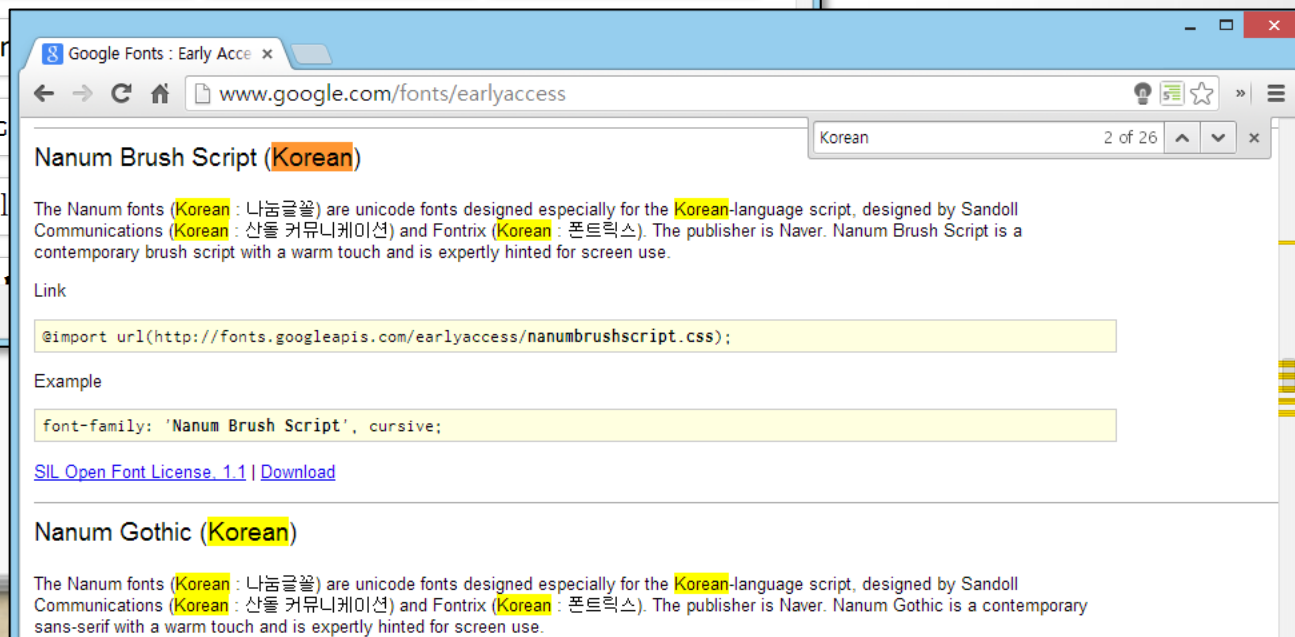 Google Fonts : Early Acce
www.google.com/fonts/earlyaccess
Korean 2 of 26
Nanum Brush Script (Korean)
The Nanum fonts (Korean : 나눔글꼴) are unicode fonts designed especially for the Korean-language script, designed by Sandoll
Communications (Korean : 산돌 커뮤니케이션) and Fontrix (Korean : 폰트릭스). The publisher is Naver. Nanum Brush Script is a
contemporary brush script with a warm touch and is expertly hinted for screen use.
Link
@import url(http://fonts.googleapis.com/earlyaccess/nanumbrushscript.css);
Example
font-family: 'Nanum Brush Script', cursive;
SIL Open Font License, 1.1 | Download
Nanum Gothic (Korean)
The Nanum fonts (Korean : 나눔글꼴) are unicode fonts designed especially for the Korean-language script, designed by Sandoll
Communications (Korean : 산돌 커뮤니케이션) and Fontrix (Korean : 폰트릭스). The publisher is Naver. Nanum Gothic is a contemporary
sans-serif with a warm touch and is expertly hinted for screen use.